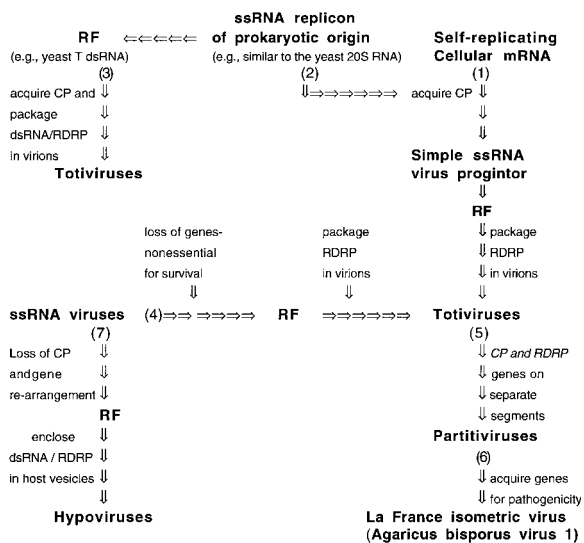 ssRNA replicon
RF ⇐⇐⇐⇐⇐ of prokaryotic origin Self-replicating
(e.g., yeast T dsRNA) (e.g., similar to the yeast 20S RNA) Cellular mRNA
(3) (2) (1)
acquire CP and ⇓ ⇓⇒⇒⇒⇒⇒ acquire CP ⇓
package ⇓ ⇓
dsRNA/RDRP ⇓ ⇓
in virions ⇓ Simple ssRNA
Totiviruses virus progintor
⇓
RF
loss of genes- package ⇓ package
nonessential RDRP ⇓ RDRP
for survival in virions ⇓ in virions
⇓ ⇓ ⇓
ssRNA viruses (4)⇒⇒ ⇒⇒⇒⇒ RF ⇒⇒⇒⇒⇒⇒ Totiviruses
(7) (5)
Loss of CP ⇓ ⇓ CP and RDRP
andgene ⇓ ⇓ genes on
re-arrangement ⇓ ⇓ separate
RF ⇓ segments
enclose ⇓ Partitiviruses
dsRNA / RDRP ⇓ (6)
in host vesicles ⇓ ⇓ acquire genes
⇓ ⇓ for pathogenicity
Hypoviruses La France isometric virus
(Agaricus bisporus virus 1)